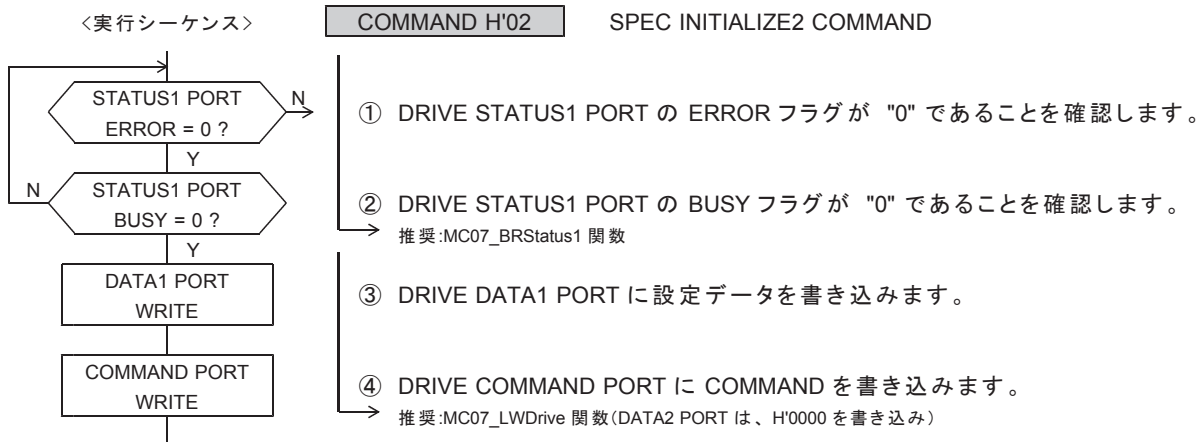 <実行シーケンス>
COMMAND H'02
SPEC INITIALIZE2 COMMAND
STATUS1 PORT
ERROR = 0 ?
N
Y
① DRIVE STATUS1 PORT の ERROR フラグが "0" であることを確認します。
N
STATUS1 PORT
BUSY = 0 ?
Y
② DRIVE STATUS1 PORT の BUSY フラグが "0" であることを確認します。
推奨:MC07_BRStatus1 関数
DATA1 PORT
WRITE
③ DRIVE DATA1 PORT に設定データを書き込みます。
COMMAND PORT
WRITE
④ DRIVE COMMAND PORT に COMMAND を書き込みます。
推奨:MC07_LWDrive 関数(DATA2 PORT は、H'0000 を書き込み)